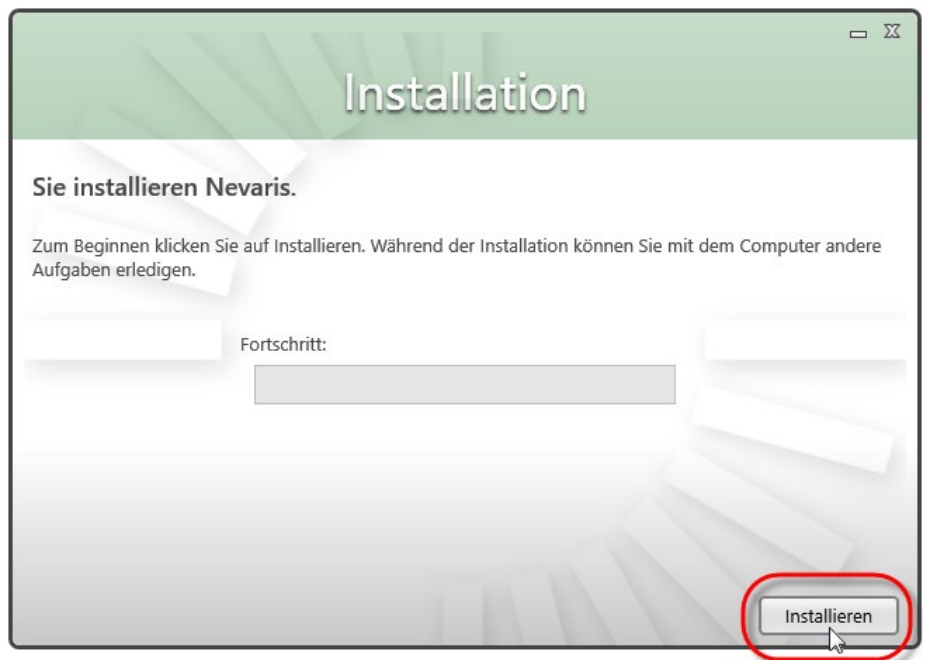 Installation
Sie installieren Nevaris.
Zum Beginnen klicken Sie auf Installieren. Während der Installation können Sie mit dem Computer andere
Aufgaben erledigen.
Fortschritt:
Installieren